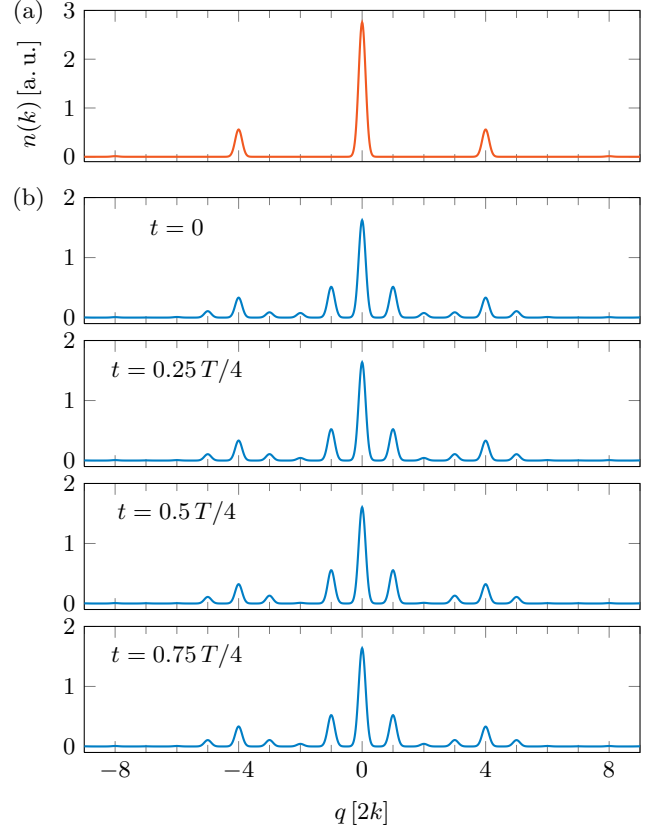 (a)
n(k) [a. u.]
3
2
1
0
(b)
t = 0
2
1
0
t = 0.25 T/4
2
1
0
t = 0.5 T/4
2
1
0
t = 0.75 T/4
2
1
0
−8 −4 0 4 8
q [2k]